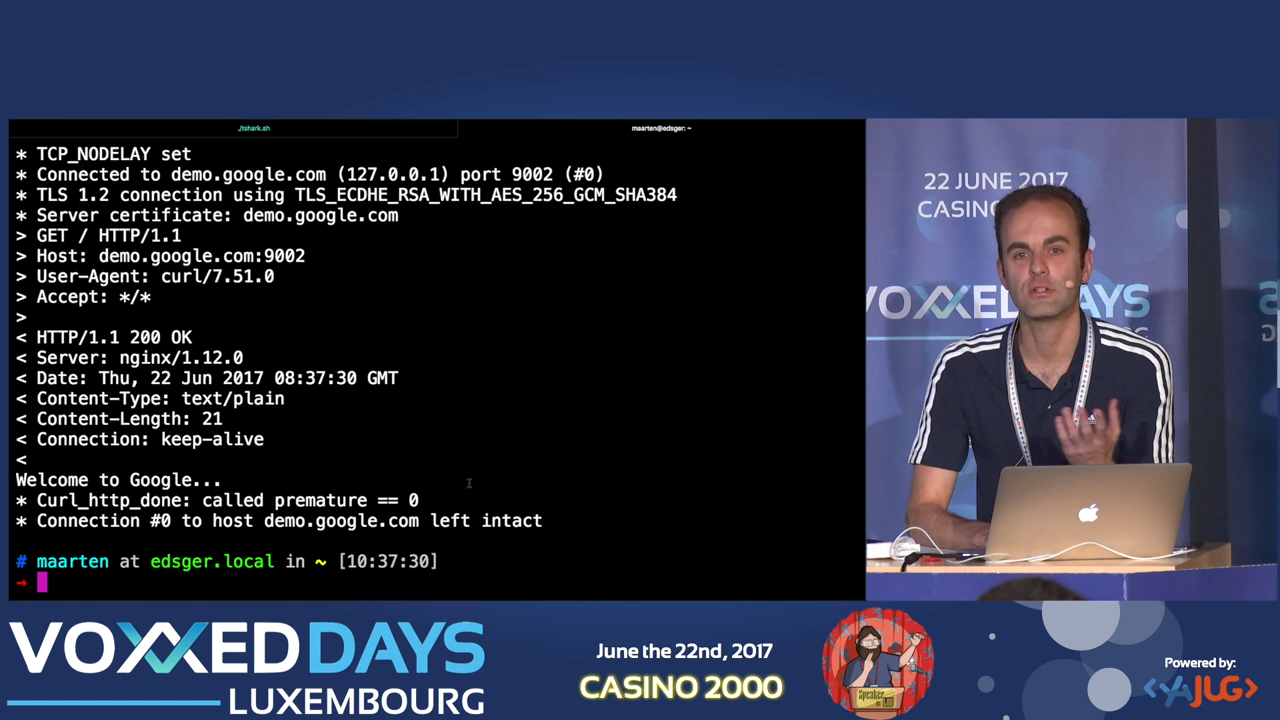 ./tshark.sh
maarten@edsger: ~
* TCP_NODELAY set
* Connected to demo.google.com (127.0.0.1) port 9002 (#0)
* TLS 1.2 connection using TLS_ECDHE_RSA_WITH_AES_256_GCM_SHA384
* Server certificate: demo.google.com
> GET / HTTP/1.1
> Host: demo.google.com:9002
> User-Agent: curl/7.51.0
> Accept: */*
>
< HTTP/1.1 200 OK
< Server: nginx/1.12.0
< Date: Thu, 22 Jun 2017 08:37:30 GMT
< Content-Type: text/plain
< Content-Length: 21
< Connection: keep-alive
<
Welcome to Google...
* Curl_http_done: called premature == 0
* Connection #0 to host demo.google.com left intact
# maarten at edsger.local in ~ [10:37:30]
→
22 JUNE 2017
CASINO
VOXXED DAYS
VOXXED DAYS
LUXEMBOURG
June the 22nd, 2017
CASINO 2000
Speaker
Powered by:
<YAJUG>